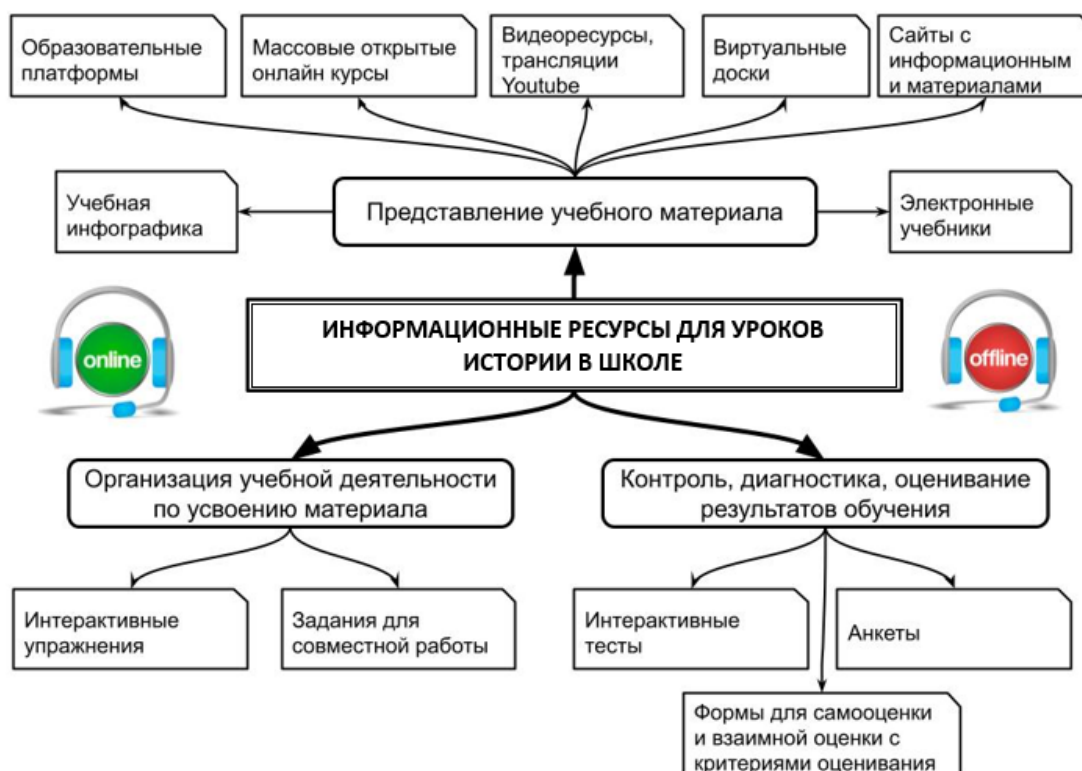 Образовательные
платформы
Массовые открытые
онлайн курсы
Видеоресурсы,
трансляции
Youtube
Виртуальные
доски
Сайты с
информационным
и материалами
Учебная
инфографика
Представление учебного материала
Электронные
учебники
online
ИНФОРМАЦИОННЫЕ РЕСУРСЫ ДЛЯ УРОКОВ
ИСТОРИИ В ШКОЛЕ
offline
Организация учебной деятельности
по усвоению материала
Контроль, диагностика, оценивание
результатов обучения
Интерактивные
упражнения
Задания для
совместной работы
Интерактивные
тесты
Анкеты
Формы для самооценки
и взаимной оценки с
критериями оценивания